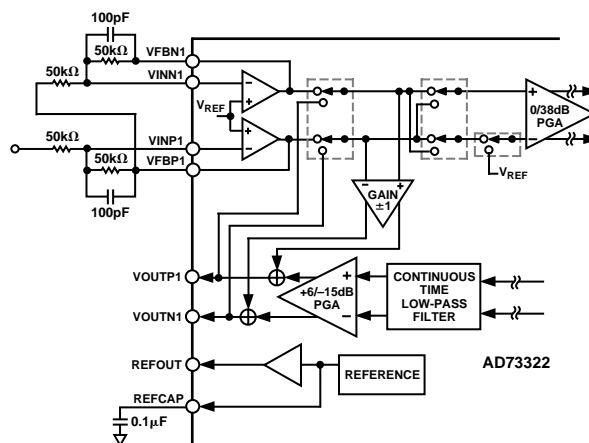 100pF
50kΩ
VFBN1
50kΩ
VINN1
VREF
0/38dB
PGA
50kΩ
VINP1
50kΩ
VFBP1
100pF
VREF
GAIN
±1
VOUTP1
+6/–15dB
PGA
CONTINUOUS
TIME
LOW-PASS
FILTER
VOUTN1
AD73322
REFOUT
REFERENCE
REFCAP
0.1μF